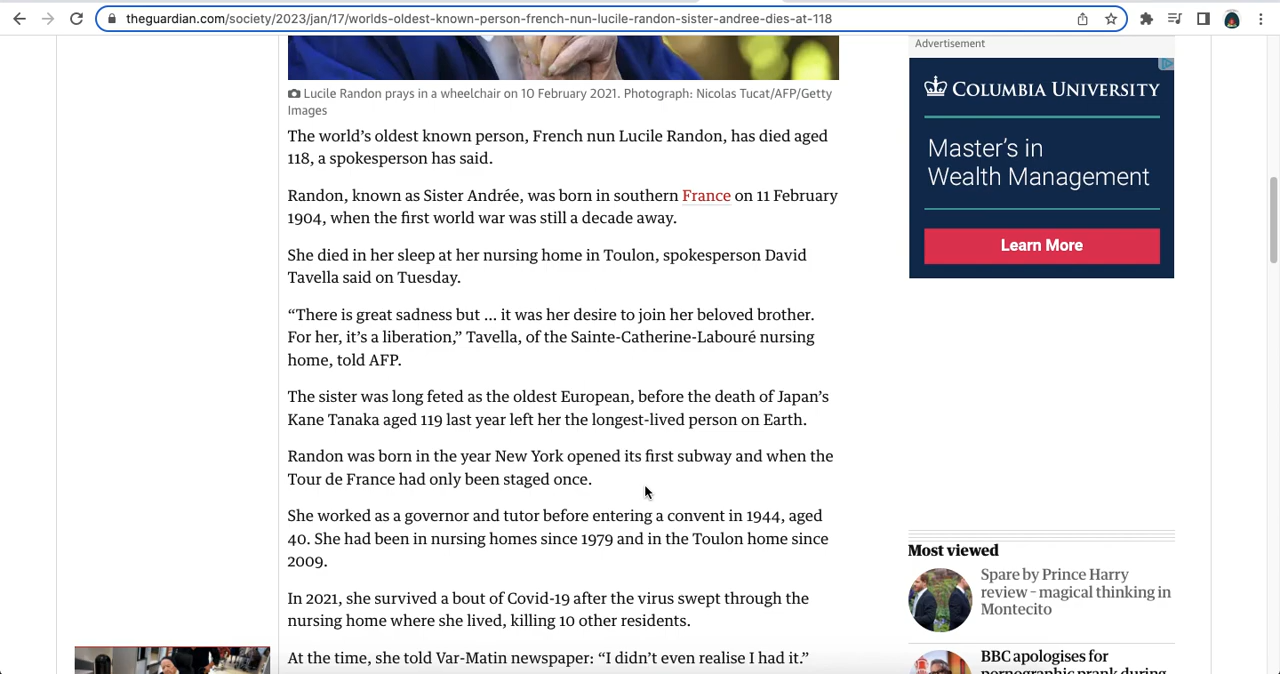 theguardian.com/society/2023/jan/17/worlds-oldest-known-person-french-nun-lucile-randon-sister-andree-dies-at-118
Lucile Randon prays in a wheelchair on 10 February 2021. Photograph: Nicolas Tucat/AFP/Getty
Images
The world’s oldest known person, French nun Lucile Randon, has died aged
118, a spokesperson has said.
Randon, known as Sister Andrée, was born in southern France on 11 February
1904, when the first world war was still a decade away.
She died in her sleep at her nursing home in Toulon, spokesperson David
Tavella said on Tuesday.
“There is great sadness but ... it was her desire to join her beloved brother.
For her, it’s a liberation,” Tavella, of the Sainte-Catherine-Labouré nursing
home, told AFP.
The sister was long feted as the oldest European, before the death of Japan’s
Kane Tanaka aged 119 last year left her the longest-lived person on Earth.
Randon was born in the year New York opened its first subway and when the
Tour de France had only been staged once.
She worked as a governor and tutor before entering a convent in 1944, aged
40. She had been in nursing homes since 1979 and in the Toulon home since
2009.
In 2021, she survived a bout of Covid-19 after the virus swept through the
nursing home where she lived, killing 10 other residents.
At the time, she told Var-Matin newspaper: “I didn’t even realise I had it.”
Advertisement
COLUMBIA UNIVERSITY
Master’s in
Wealth Management
Learn More
Most viewed
Spare by Prince Harry
review – magical thinking in
Montecito
BBC apologises for
pornographic prank during